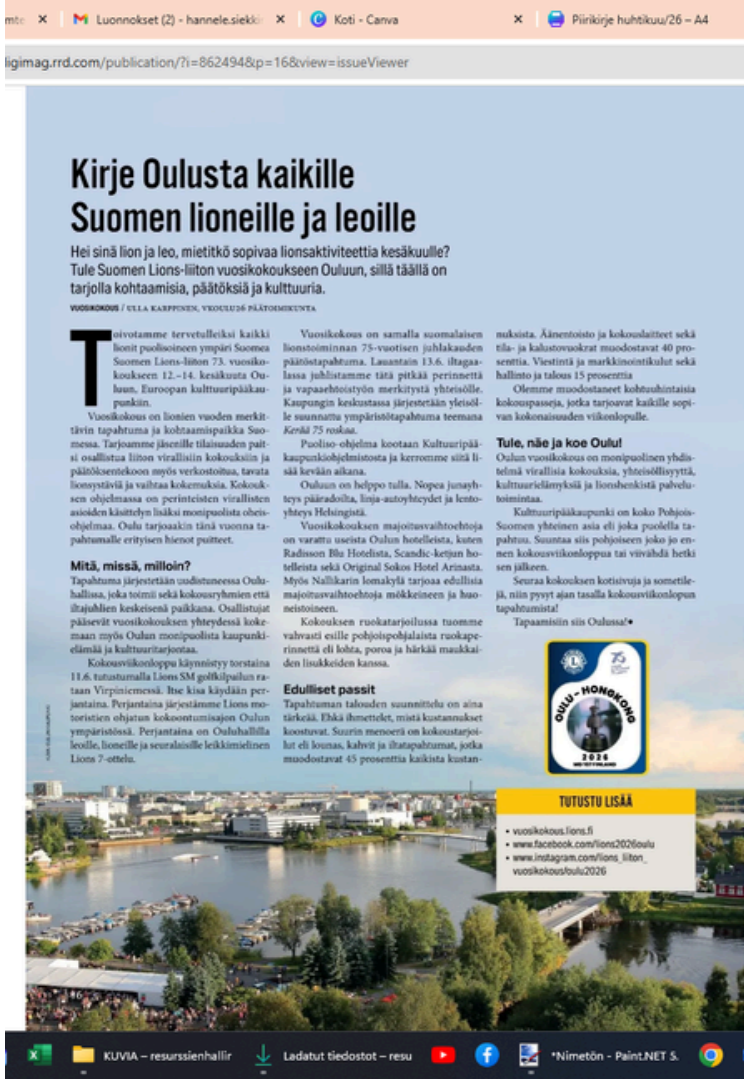 Luonnokset (2) - hannele.siekki
Koti - Canva
Piirikirje huhtikuu/26 – A4
ligimag.rrd.com/publication/?i=862494&p=16&view=issueViewer
Kirje Oulusta kaikille
Suomen lioneille ja leoille
Hei sinä lion ja leo, mietitkö sopivaa lionsaktiviteettia kesäkuulle?
Tule Suomen Lions-liiton vuosikokoukseen Ouluun, sillä täällä on
tarjolla kohtaamisia, päätöksiä ja kulttuuria.
VUOSIKOKOUS / ULLA KARPPINEN, VKOULU26 PÄÄTOIMIKUNTA
Toivotamme tervetulleiksi kaikki
lionit puolisoineen ympäri Suomea
Suomen Lions-liiton 73. vuosiko-
koukseen 12.–14. kesäkuuta Ou-
luun, Euroopan kulttuuripääkau-
punkiin.
Vuosikokous on lionien vuoden merkit-
tävin tapahtuma ja kohtaamispaikka Suo-
messa. Tarjoamme jäsenille tilaisuuden pait-
si osallistua liiton virallisiin kokouksiin ja
päätöksentekoon myös verkostoitua, tavata
lionsystäviä ja vaihtaa kokemuksia. Kokouk-
sen ohjelmassa on perinteisten virallisten
asioiden käsittelyn lisäksi monipuolista oheis-
ohjelmaa. Oulu tarjoaakin tänä vuonna ta-
pahtumalle erityisen hienot puitteet.
Mitä, missä, milloin?
Tapahtuma järjestetään uudistuneessa Oulu-
hallissa, joka toimii sekä kokousryhmien että
iltajuhlien keskeisenä paikkana. Osallistujat
pääsevät vuosikokouksen yhteydessä koke-
maan myös Oulun monipuolista kaupunki-
elämää ja kulttuuritarjontaa.
Kokousviikonloppu käynnistyy torstaina
11.6. tutustumalla Lions SM golfkilpailun ra-
taan Virpiniemessä. Itse kisa käydään per-
jantaina. Perjantaina järjestämme Lions mo-
toristien ohjatun kokoontumisajon Oulun
ympäristössä. Perjantaina on Ouluhallilla
leoille, lioneille ja seuralaisille leikkimielinen
Lions 7-ottelu.
Vuosikokous on samalla suomalaisen
lionstoiminnan 75-vuotisen juhlakauden
päätöstapahtuma. Lauantain 13.6. iltagaa-
lassa juhlistamme tätä pitkää perinnettä
ja vapaaehtoistyön merkitystä yhteisölle.
Kaupungin keskustassa järjestetään yleisöl-
le suunnattu ympäristötapahtuma teemana
Kerää 75 roskaa.
Puoliso-ohjelma kootaan Kulttuuripää-
kaupunkiohjelmistosta ja kerromme siitä li-
sää kevään aikana.
Ouluun on helppo tulla. Nopea junayh-
teys pääradoilta, linja-autoyhteydet ja lento-
yhteys Helsingistä.
Vuosikokouksen majoitusvaihtoehtoja
on varattu useista Oulun hotelleista, kuten
Radisson Blu Hotelista, Scandic-ketjun ho-
telleista sekä Original Sokos Hotel Arinasta.
Myös Nallikarin lomakylä tarjoaa edullisia
majoitusvaihtoehtoja mökkeineen ja huo-
neistoineen.
Kokouksen ruokatarjoilussa tuomme
vahvasti esille pohjoispohjalaista ruokape-
rinnettä eli lohta, poroa ja härkää maukkai-
den lisukkeiden kanssa.
Edulliset passit
Tapahtuman talouden suunnittelu on aina
tärkeää. Ehkä ihmettelet, mistä kustannukset
koostuvat. Suurin menoerä on kokoustarjoi-
lut eli lounas, kahvit ja iltatapahtumat, jotka
muodostavat 45 prosenttia kaikista kustan-
nuksista. Äänentoisto ja kokouslaitteet sekä
tila- ja kalustovuokrat muodostavat 40 pro-
senttia. Viestintä ja markkinointikulut sekä
hallinto ja talous 15 prosenttia
Olemme muodostaneet kohtuuhintaisia
kokouspasseja, jotka tarjoavat kaikille sopi-
van kokonaisuuden viikonlopulle.
Tule, näe ja koe Oulu!
Oulun vuosikokous on monipuolinen yhdis-
telmä virallisia kokouksia, yhteisöllisyyttä,
kulttuurielämyksiä ja lionshenkistä palvelu-
toimintaa.
Kulttuuripääkaupunki on koko Pohjois-
Suomen yhteinen asia eli joka puolella ta-
pahtuu. Suuntaa siis pohjoiseen joko jo en-
nen kokousviikonloppua tai viivähdä hetki
sen jälkeen.
Seuraa kokouksen kotisivuja ja sometile-
jä, niin pysyt ajan tasalla kokousviikonlopun
tapahtumista!
Tapaamisiin siis Oulussa!●
75
OULU - HONGKONG
2026
MD 107 FINLAND
TUTUSTU LISÄÄ
• vuosikokous.lions.fi
• www.facebook.com/lions2026oulu
• www.instagram.com/lions_liiton_
vuosikokous/oulu2026
16
KUVIA – resurssienhallir
Ladatut tiedostot – resu
*Nimetön - Paint.NET 5.